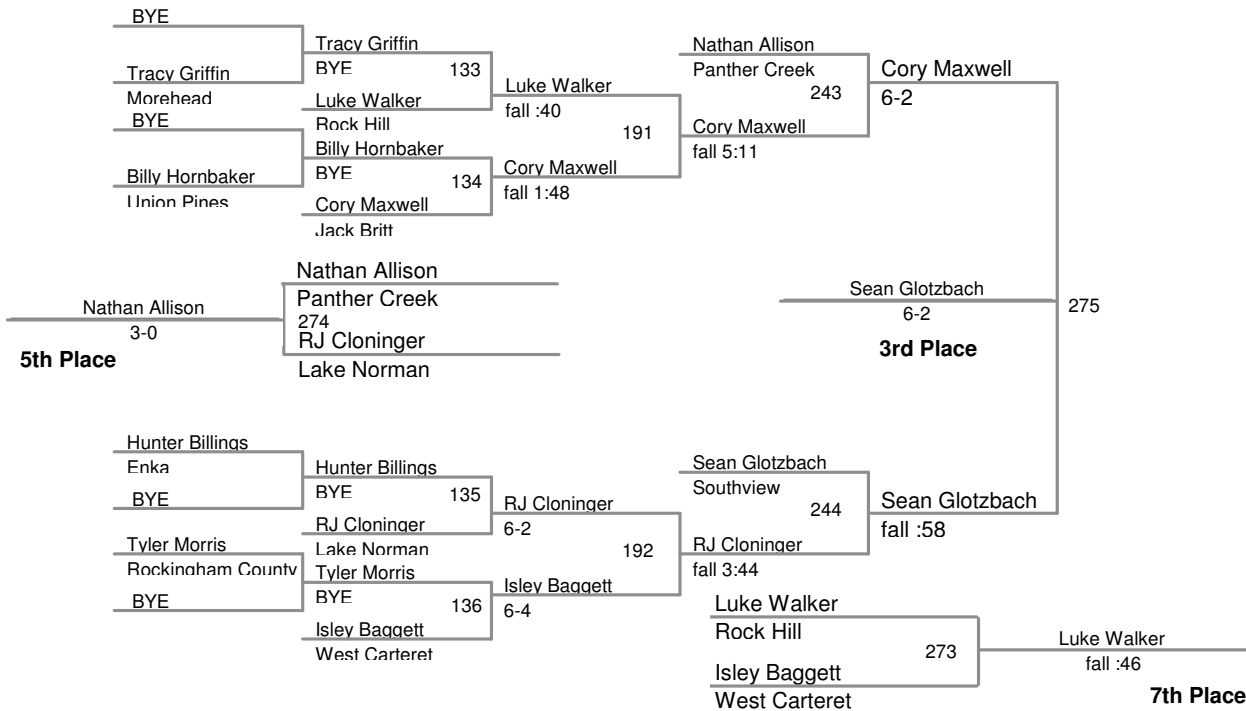 BYE
Tracy Griffin
Morehead
BYE
Billy Hornbaker
Union Pines
Tracy Griffin
BYE
133
Luke Walker
Rock Hill
Billy Hornbaker
BYE
134
Cory Maxwell
Jack Britt
Luke Walker
fall :40
191
Cory Maxwell
fall 1:48
Nathan Allison
Panther Creek
243
Cory Maxwell
fall 5:11
Cory Maxwell
6-2
Nathan Allison
3-0
5th Place
Nathan Allison
Panther Creek
274
RJ Cloninger
Lake Norman
Sean Glotzbach
6-2
3rd Place
275
Hunter Billings
Enka
BYE
Tyler Morris
Rockingham County
BYE
Hunter Billings
BYE
135
RJ Cloninger
Lake Norman
Tyler Morris
BYE
136
Isley Baggett
West Carteret
RJ Cloninger
6-2
192
Isley Baggett
6-4
Sean Glotzbach
Southview
244
RJ Cloninger
fall 3:44
Sean Glotzbach
fall :58
Luke Walker
Rock Hill
273
Isley Baggett
West Carteret
Luke Walker
fall :46
7th Place